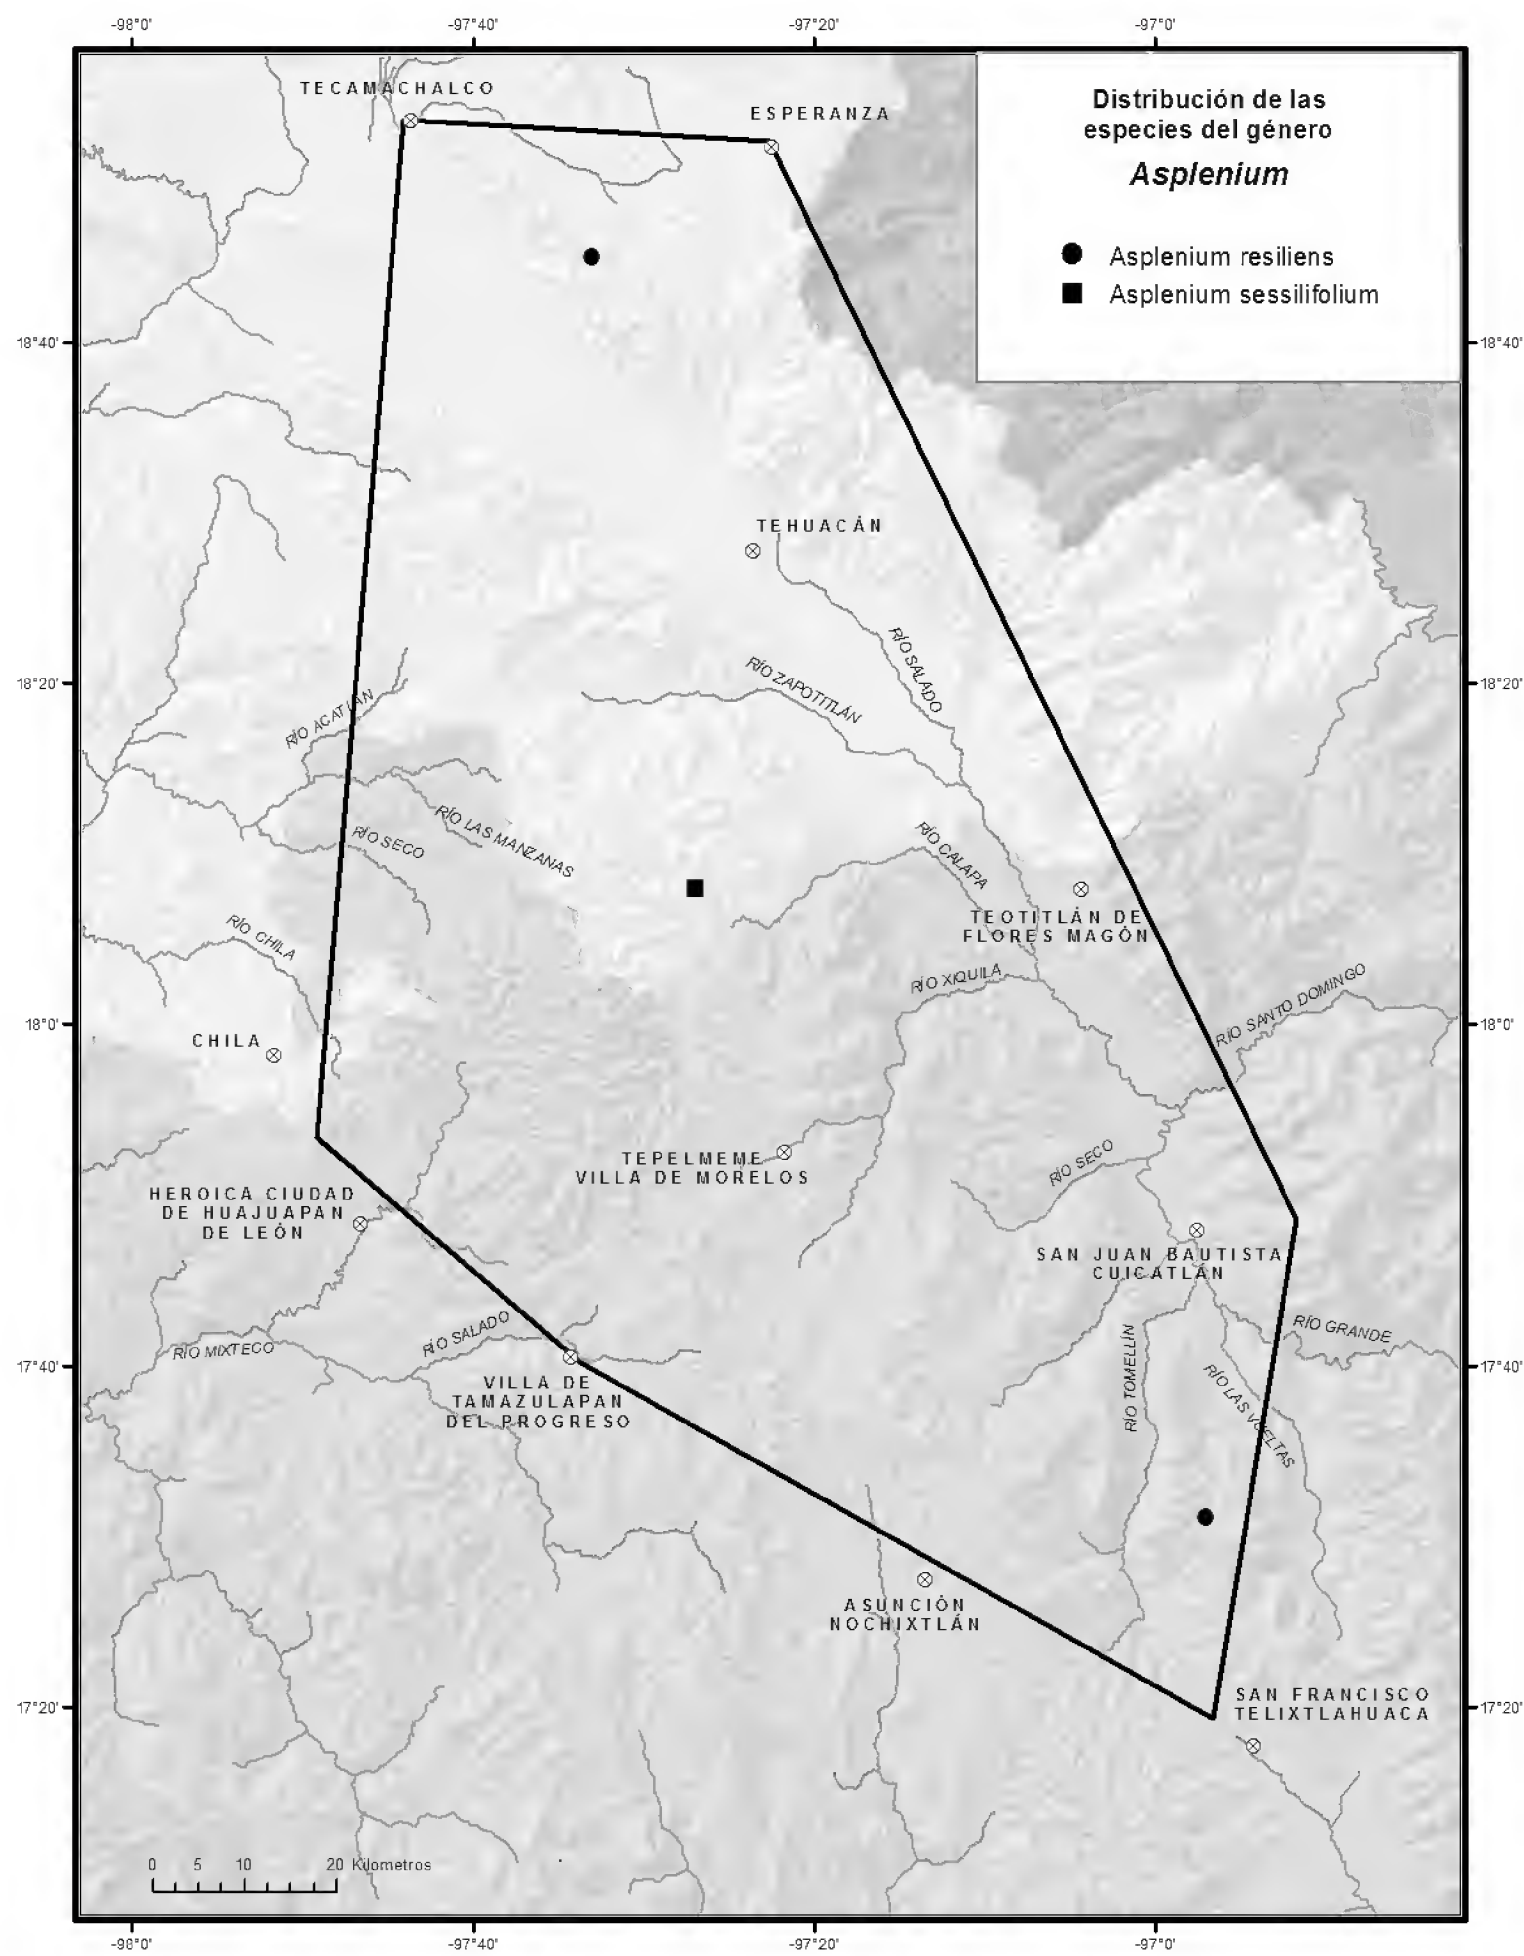 -98°0'
-97°40'
-97°20'
-97°0'
TECAMACHALCO
ESPERANZA
Distribución de las
especies del género
Asplenium
Asplenium resiliens
Asplenium sessilifolium
18°40'
18°40'
TEHUACÁN
RÍO SALADO
RÍO ZAPOTITLÁN
18°20'
18°20'
RÍO ACATLÁN
RÍO LAS MANZANAS
RÍO SECO
RÍO CALAPA
TEOTITLÁN DE
FLORES MAGÓN
RÍO CHILA
RÍO XIQUILA
RÍO SANTO DOMINGO
18°0'
18°0'
CHILA
TEPELMEME
VILLA DE MORELOS
RÍO SECO
HEROICA CIUDAD
DE HUAJUAPAN
DE LEÓN
SAN JUAN BAUTISTA
CUICATLÁN
RÍO SALADO
RÍO MIXTECO
RÍO GRANDE
RÍO TOMELLÍN
17°40'
17°40'
VILLA DE
TAMAZULAPAN
DEL PROGRESO
RÍO LAS VUELTAS
ASUNCIÓN
NOCHIXTLÁN
SAN FRANCISCO
TELIXTLAHUACA
17°20'
17°20'
0 5 10 20 Kilometros
-98°0'
-97°40'
-97°20'
-97°0'